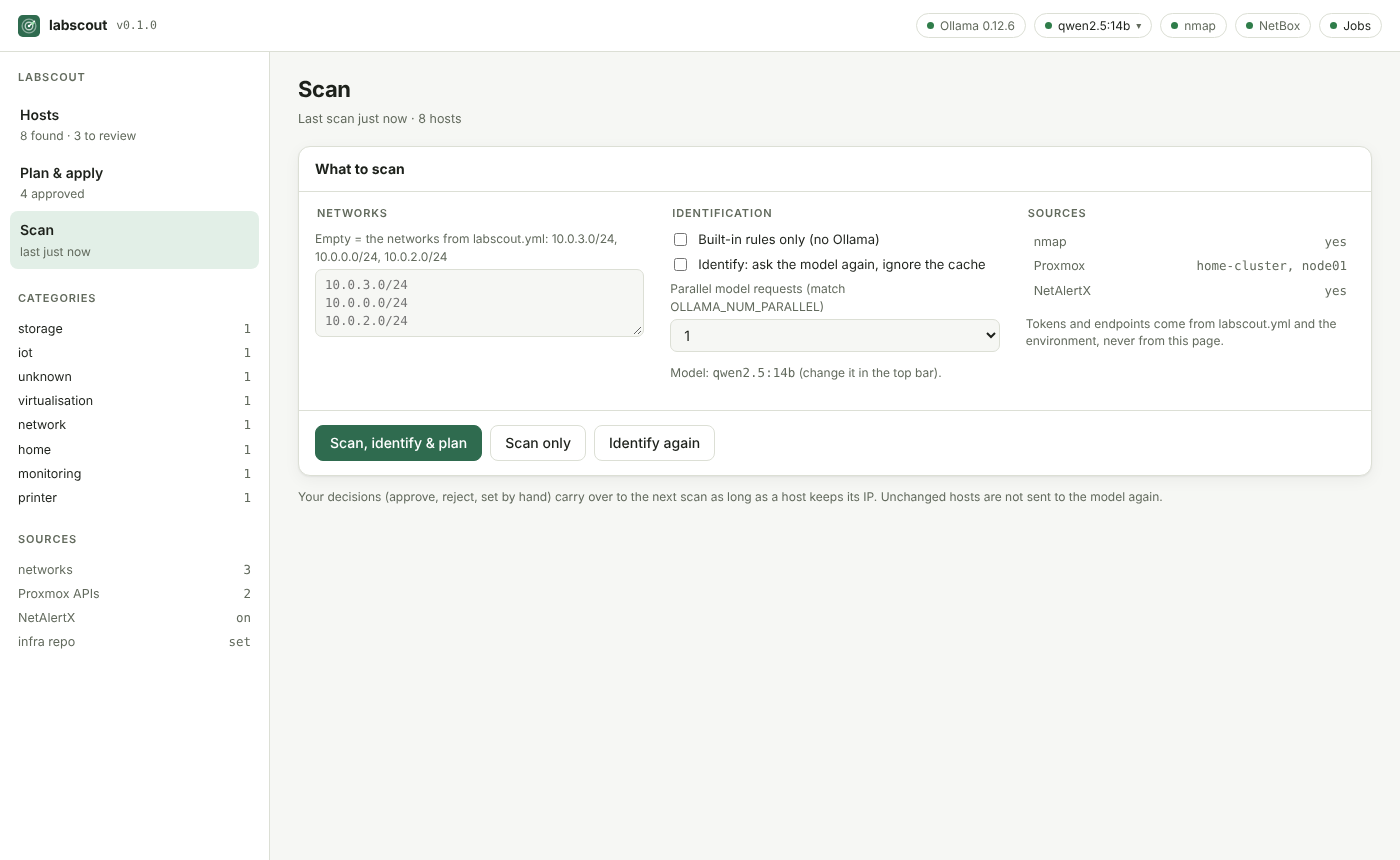 labscout v0.1.0
Ollama 0.12.6
qwen2.5:14b ▾
nmap
NetBox
Jobs
LABSCOUT
Hosts
8 found · 3 to review
Plan & apply
4 approved
Scan
last just now
CATEGORIES
storage 1
iot 1
unknown 1
virtualisation 1
network 1
home 1
monitoring 1
printer 1
SOURCES
networks 3
Proxmox APIs 2
NetAlertX on
infra repo set
Scan
Last scan just now · 8 hosts
What to scan
NETWORKS
Empty = the networks from labscout.yml: 10.0.3.0/24,
10.0.0.0/24, 10.0.2.0/24
10.0.3.0/24
10.0.0.0/24
10.0.2.0/24
IDENTIFICATION
Built-in rules only (no Ollama)
Identify: ask the model again, ignore the cache
Parallel model requests (match
OLLAMA_NUM_PARALLEL)
1
Model: qwen2.5:14b (change it in the top bar).
SOURCES
nmap yes
Proxmox home-cluster, node01
NetAlertX yes
Tokens and endpoints come from labscout.yml and the
environment, never from this page.
Scan, identify & plan
Scan only
Identify again
Your decisions (approve, reject, set by hand) carry over to the next scan as long as a host keeps its IP. Unchanged hosts are not sent to the model again.